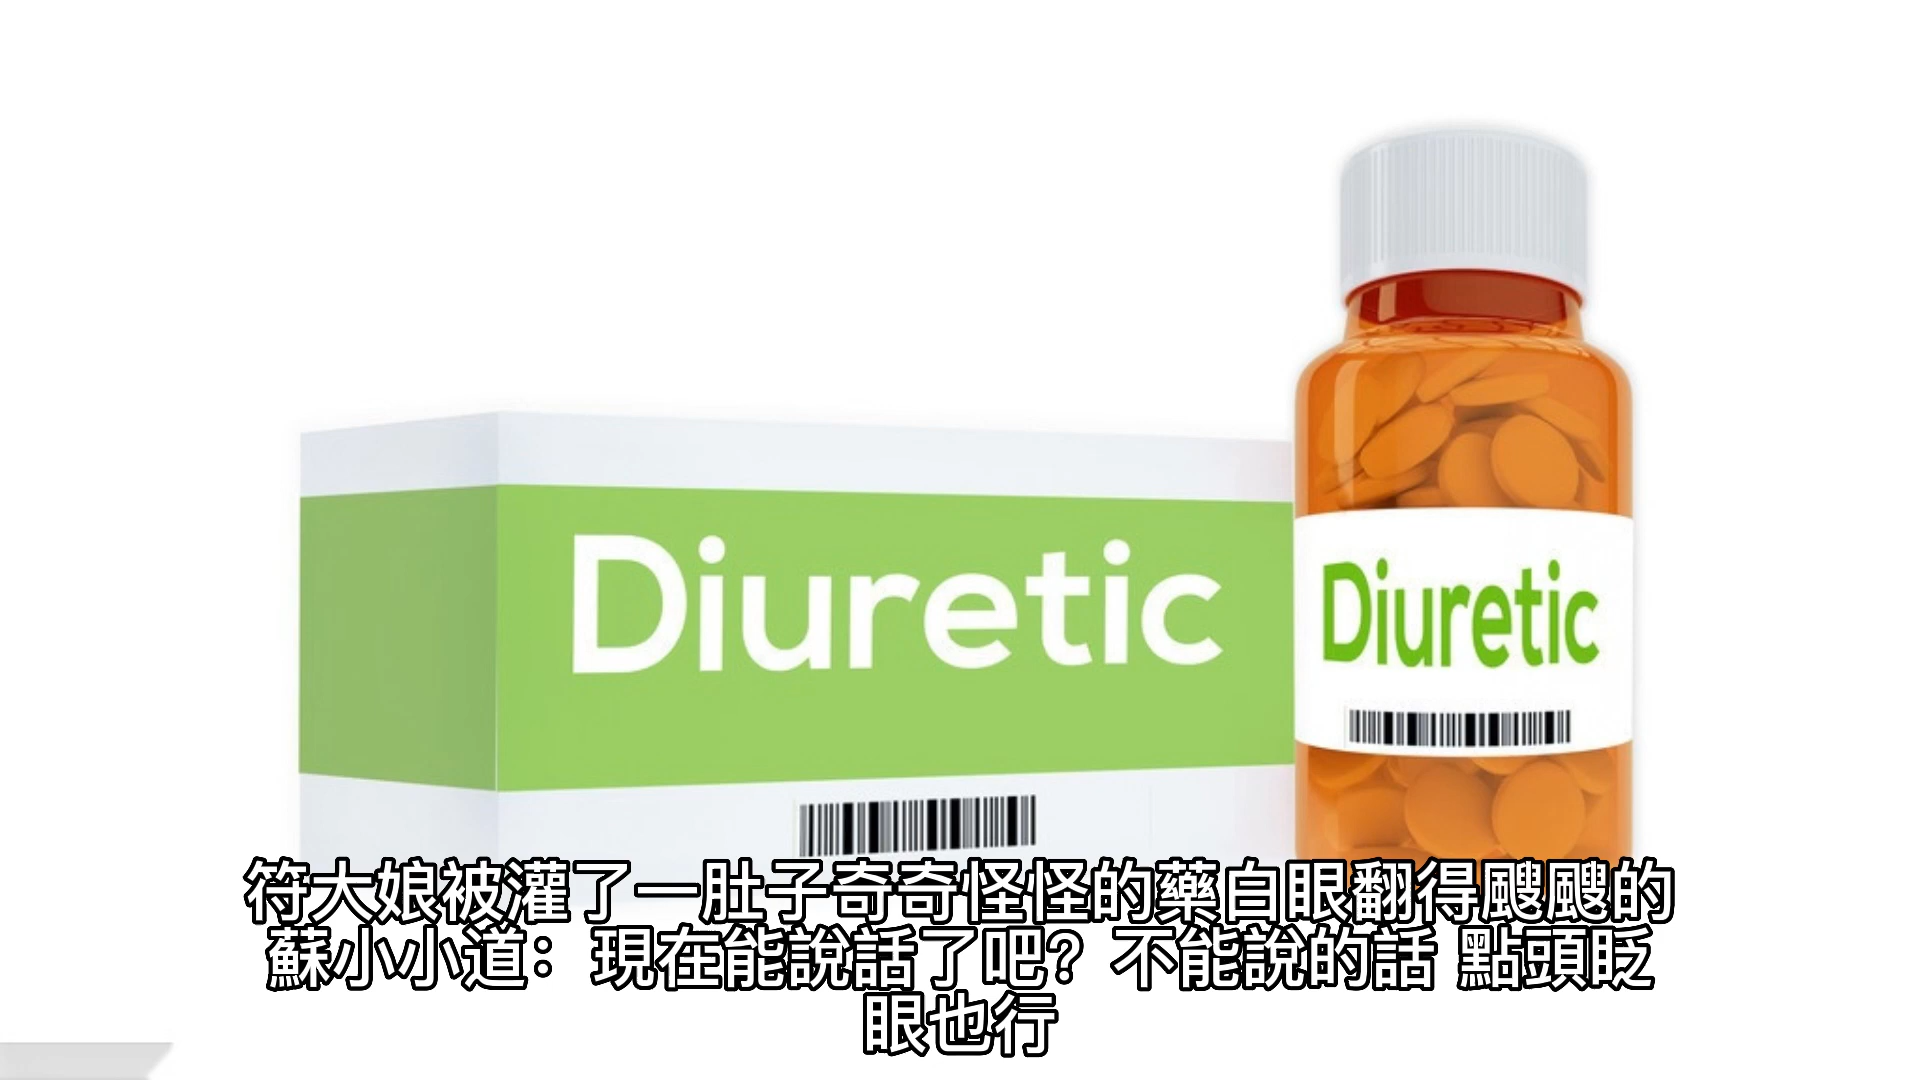 Diuretic
Diuretic
符大娘被灌了一肚子奇奇怪怪的藥白眼翻得颼颼的
蘇小小道：現在能說話了吧？不能說的話 點頭眨
眼也行